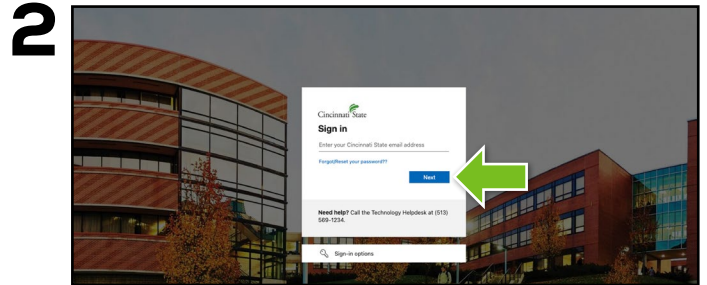 2
Cincinnati State
Sign in
Enter your Cincinnati State email address
Forgot/Reset your password??
Next
Need help? Call the Technology Helpdesk at (513)
569-1234.
Sign-in options